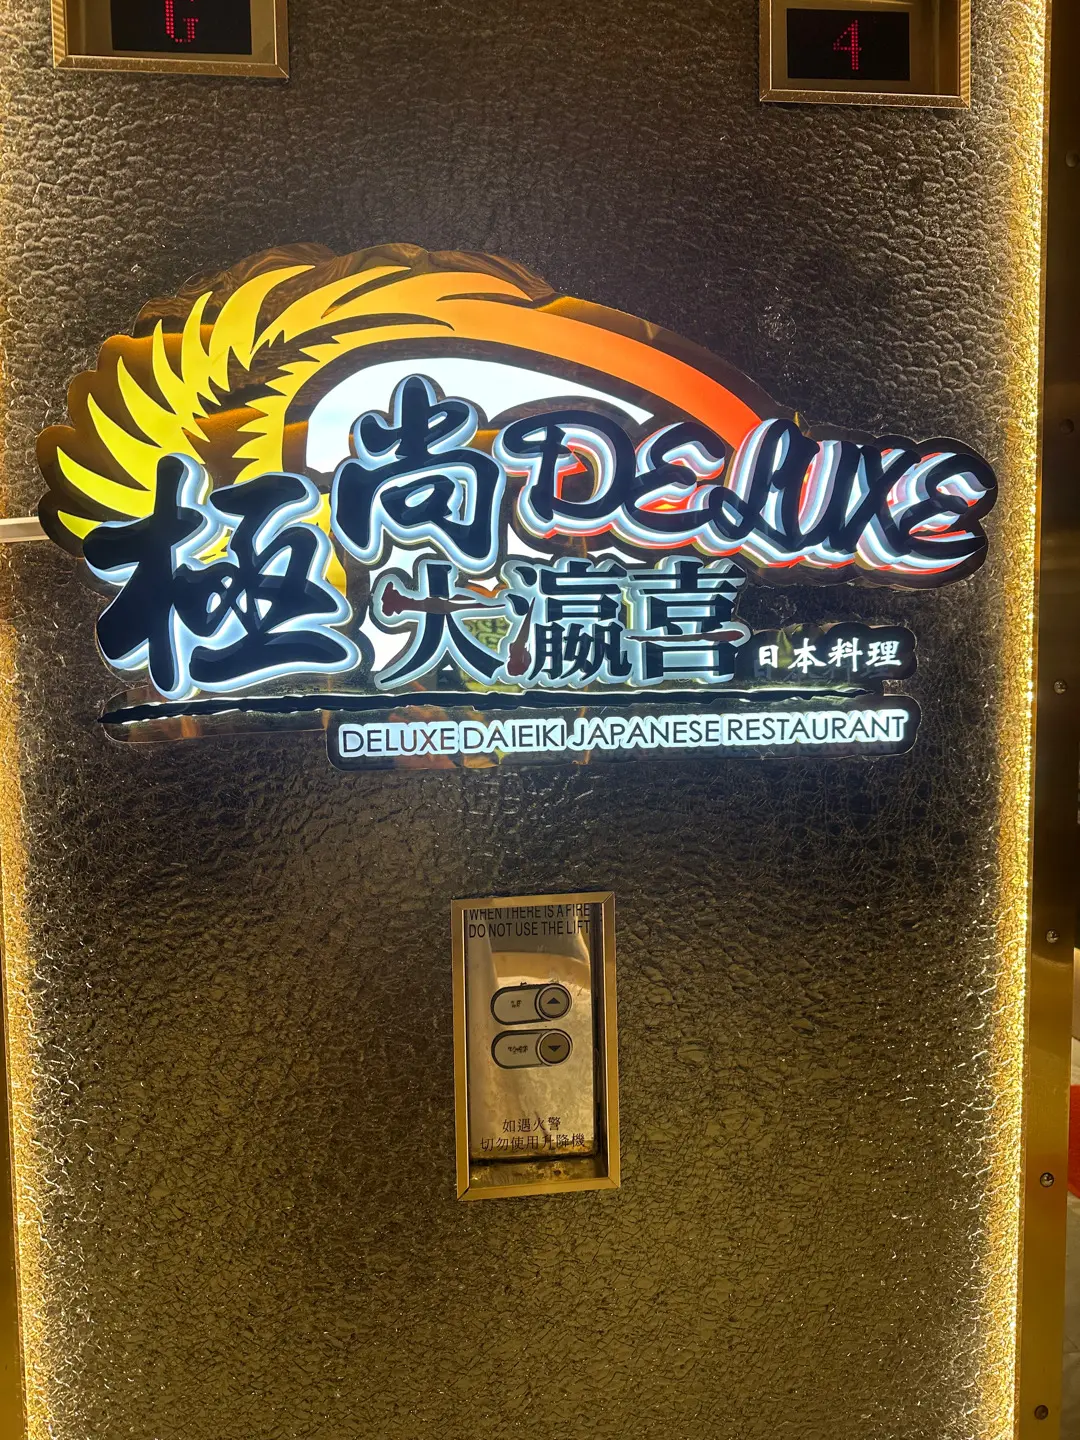 G
4
極尚DELUXE
大瀛喜
日本料理
DELUXE DAIEIKI JAPANESE RESTAURANT
WHEN THERE IS A FIRE
DO NOT USE THE LIFT
如遇火警
切勿使用升降機